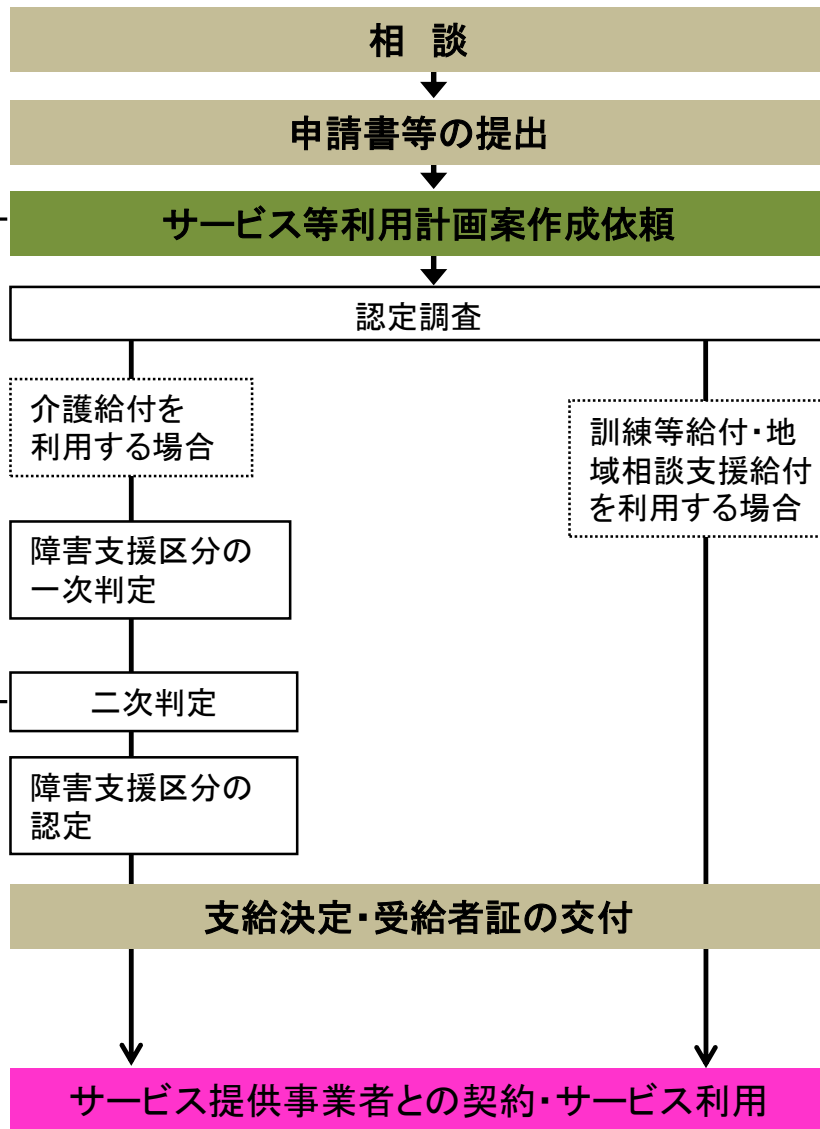 相　談
申請書等の提出
サービス等利用計画案作成依頼
認定調査
介護給付を
利用する場合
訓練等給付・地
域相談支援給付
を利用する場合
障害支援区分の
一次判定
二次判定
障害支援区分の
認定
支給決定・受給者証の交付
サービス提供事業者との契約・サービス利用